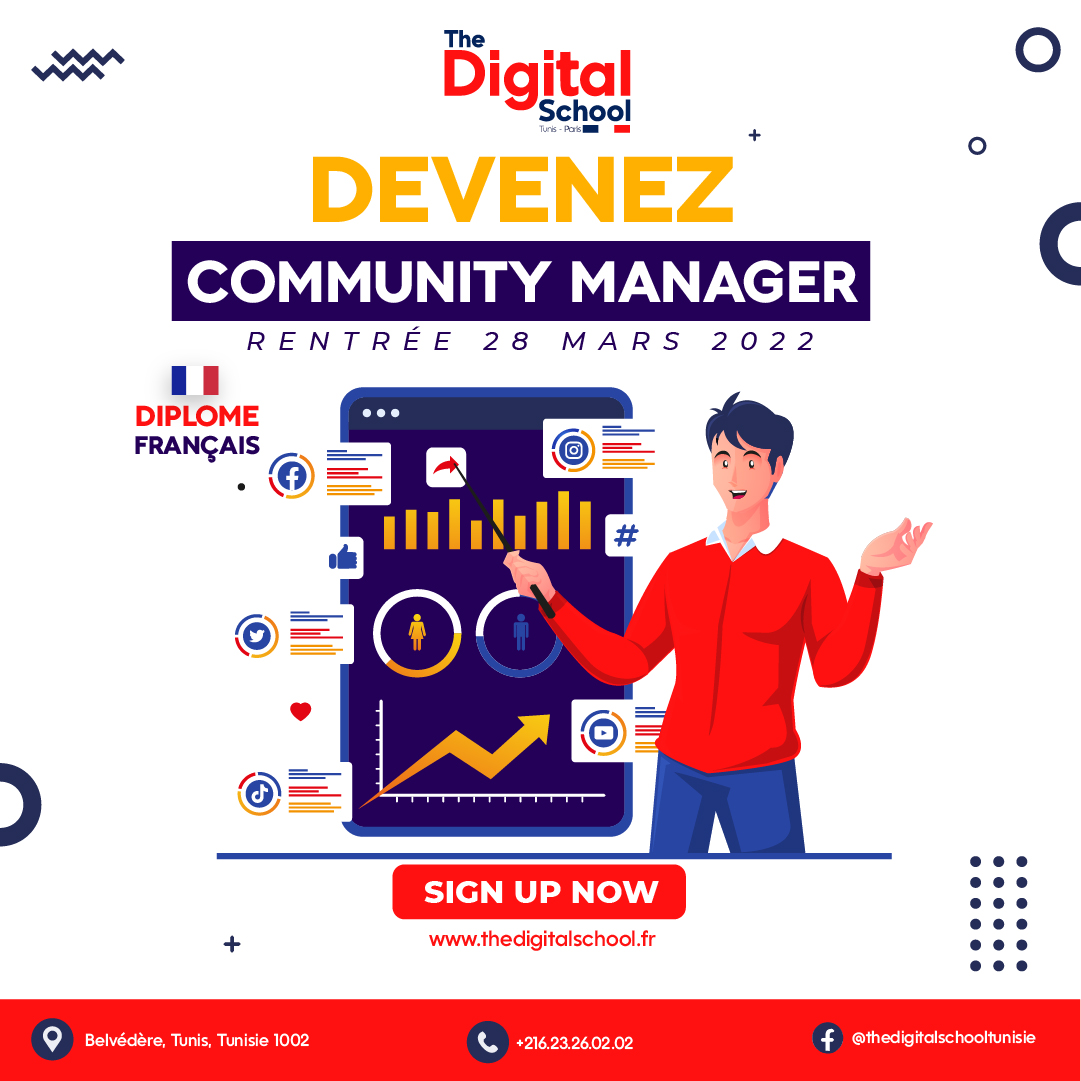 The
Digital
School
Tunis - Paris
DEVENEZ
COMMUNITY MANAGER
RENTRÉE 28 MARS 2022
DIPLOME
FRANÇAIS
#
SIGN UP NOW
www.thedigitalschool.fr
Belvédère, Tunis, Tunisie 1002
+216.23.26.02.02
@thedigitalschooltunisie